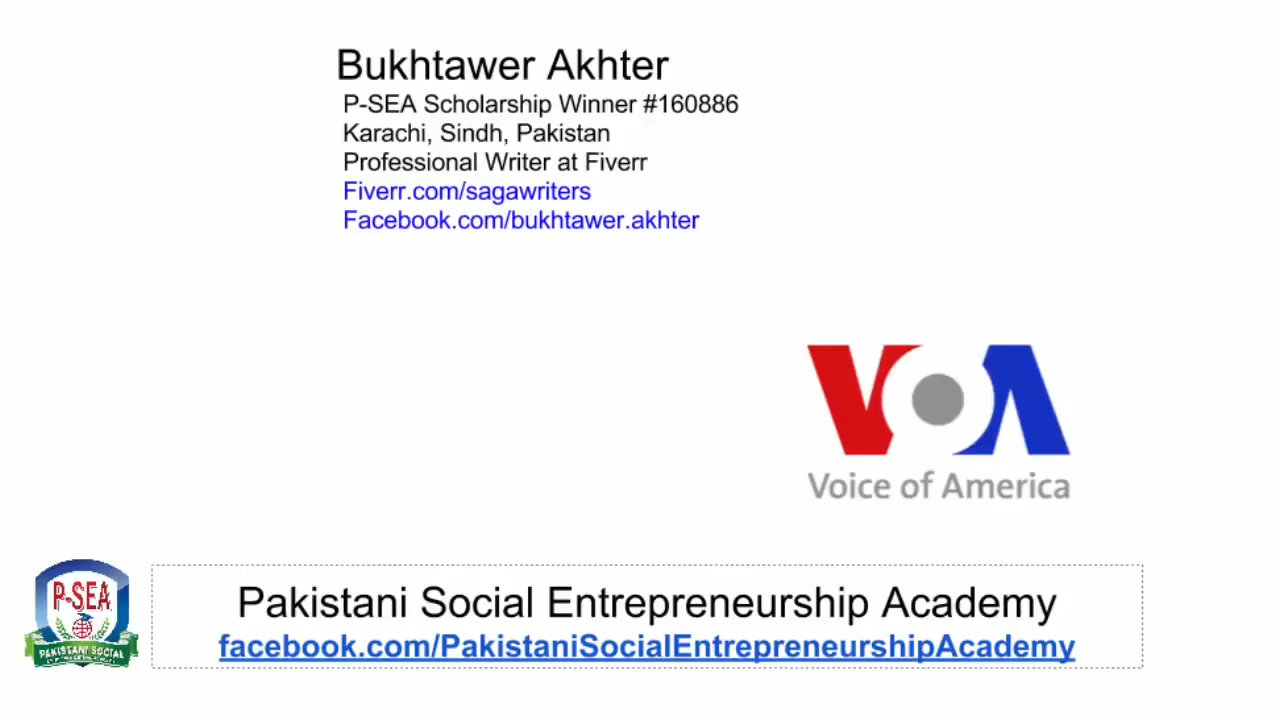 Bukhtawer Akhter
P-SEA Scholarship Winner #160886
Karachi, Sindh, Pakistan
Professional Writer at Fiverr
Fiverr.com/sagawriters
Facebook.com/bukhtawer.akhter
VOA
Voice of America
P-SEA
PAKISTANI SOCIAL
Pakistani Social Entrepreneurship Academy
facebook.com/PakistaniSocialEntrepreneurshipAcademy